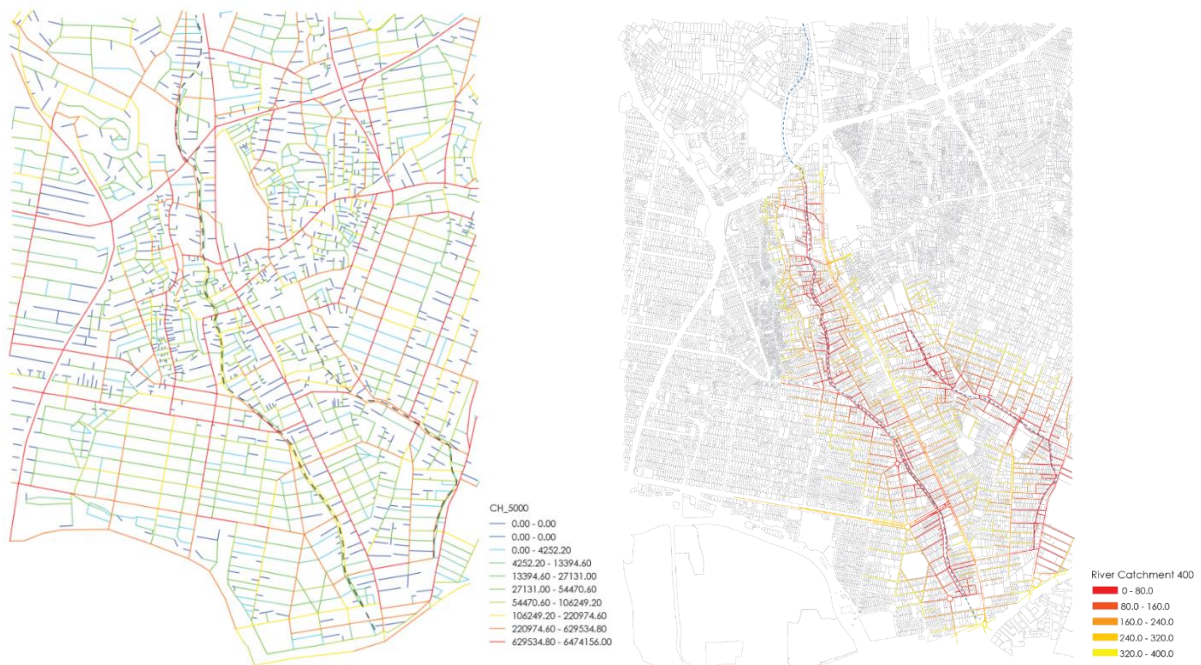 CH_5000
0.00 - 0.00
0.00 - 0.00
0.00 - 4252.20
4252.20 - 13394.60
13394.60 - 27131.00
27131.00 - 54470.60
54470.60 - 106249.20
106249.20 - 220974.60
220974.60 - 629534.80
629534.80 - 6474156.00
River Catchment 400
0 - 80.0
80.0 - 160.0
160.0 - 240.0
240.0 - 320.0
320.0 - 400.0